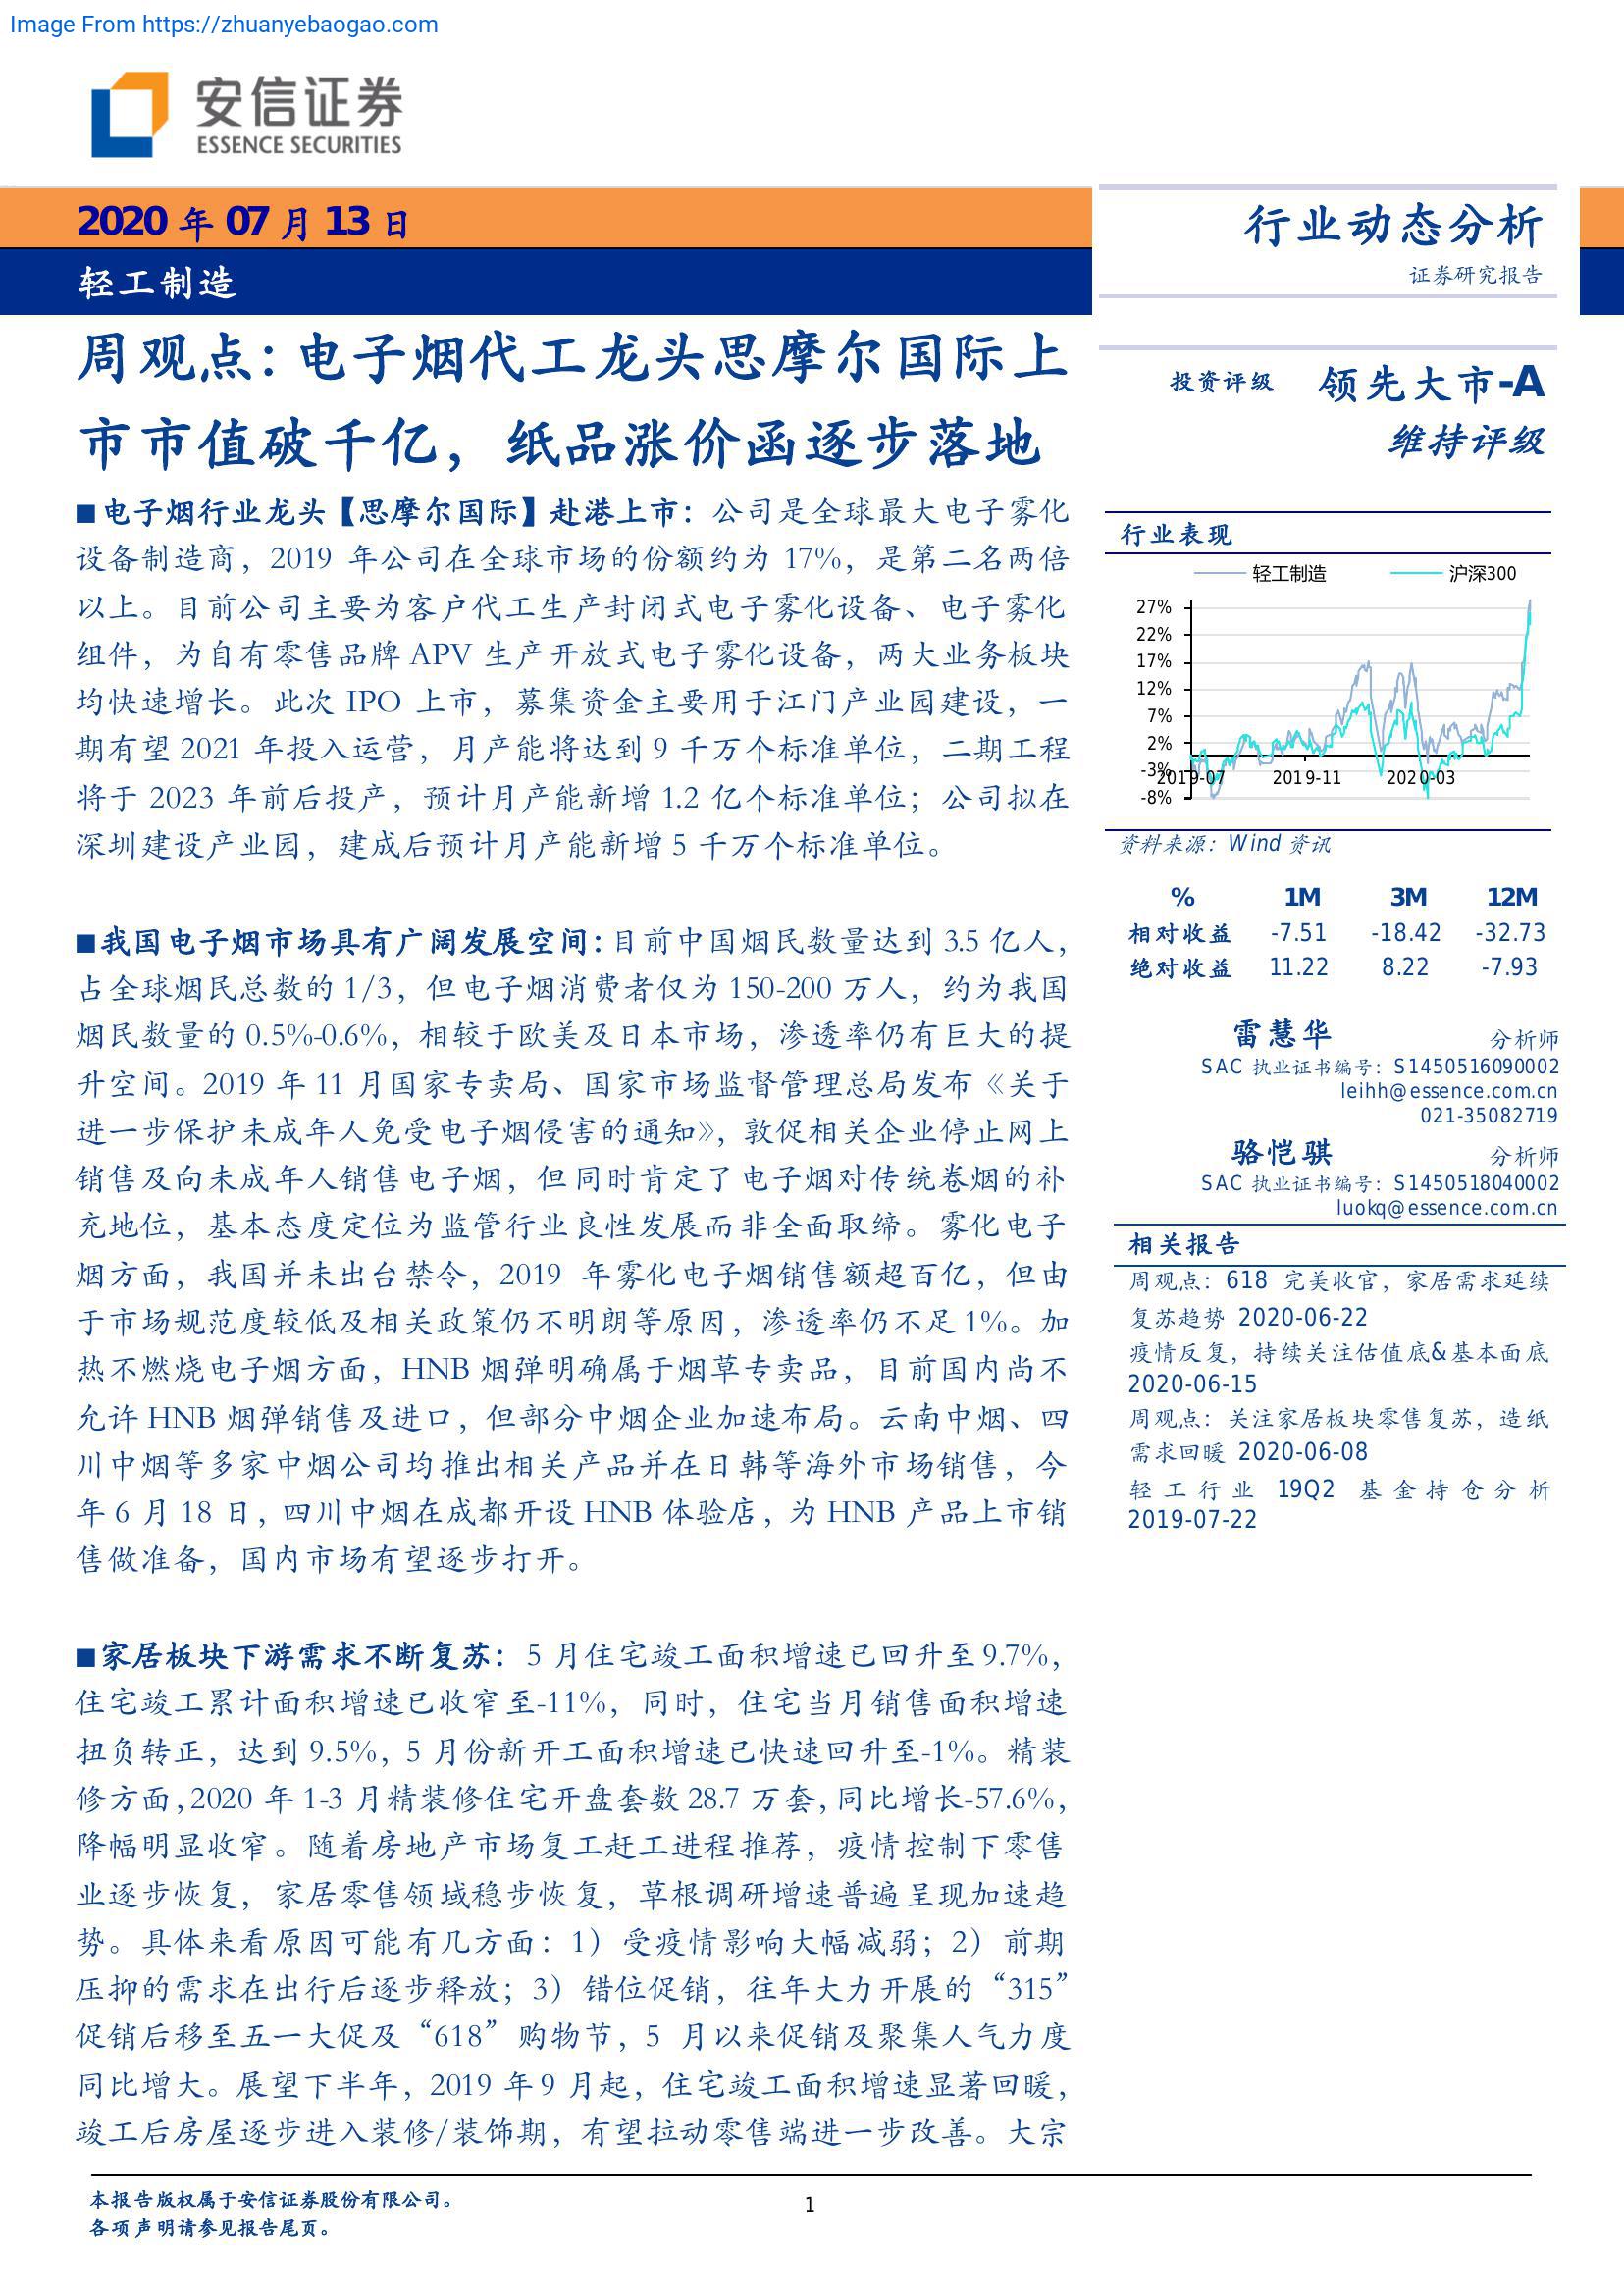 Image From https://zhuanyebaogao.com
安信证券
ESSENCE SECURITIES
2020 年 07 月 13 日
轻工制造
行业动态分析
证券研究报告
周观点：电子烟代工龙头思摩尔国际上
市市值破千亿，纸品涨价函逐步落地
■电子烟行业龙头【思摩尔国际】赴港上市：公司是全球最大电子雾化
设备制造商，2019 年公司在全球市场的份额约为 17%，是第二名两倍
以上。目前公司主要为客户代工生产封闭式电子雾化设备、电子雾化
组件，为自有零售品牌 APV 生产开放式电子雾化设备，两大业务板块
均快速增长。此次 IPO 上市，募集资金主要用于江门产业园建设，一
期有望 2021 年投入运营，月产能将达到 9 千万个标准单位，二期工程
将于 2023 年前后投产，预计月产能新增 1.2 亿个标准单位；公司拟在
深圳建设产业园，建成后预计月产能新增 5 千万个标准单位。
■我国电子烟市场具有广阔发展空间：目前中国烟民数量达到 3.5 亿人，
占全球烟民总数的 1/3，但电子烟消费者仅为 150-200 万人，约为我国
烟民数量的 0.5%-0.6%，相较于欧美及日本市场，渗透率仍有巨大的提
升空间。2019 年 11 月国家专卖局、国家市场监督管理总局发布《关于
进一步保护未成年人免受电子烟侵害的通知》，敦促相关企业停止网上
销售及向未成年人销售电子烟，但同时肯定了电子烟对传统卷烟的补
充地位，基本态度定位为监管行业良性发展而非全面取缔。雾化电子
烟方面，我国并未出台禁令，2019 年雾化电子烟销售额超百亿，但由
于市场规范度较低及相关政策仍不明朗等原因，渗透率仍不足 1%。加
热不燃烧电子烟方面，HNB 烟弹明确属于烟草专卖品，目前国内尚不
允许 HNB 烟弹销售及进口，但部分中烟企业加速布局。云南中烟、四
川中烟等多家中烟公司均推出相关产品并在日韩等海外市场销售，今
年 6 月 18 日，四川中烟在成都开设 HNB 体验店，为 HNB 产品上市销
售做准备，国内市场有望逐步打开。
■家居板块下游需求不断复苏：5 月住宅竣工面积增速已回升至 9.7%，
住宅竣工累计面积增速已收窄至-11%，同时，住宅当月销售面积增速
扭负转正，达到 9.5%，5 月份新开工面积增速已快速回升至-1%。精装
修方面，2020 年 1-3 月精装修住宅开盘套数 28.7 万套，同比增长-57.6%，
降幅明显收窄。随着房地产市场复工赶工进程推荐，疫情控制下零售
业逐步恢复，家居零售领域稳步恢复，草根调研增速普遍呈现加速趋
势。具体来看原因可能有几方面：1）受疫情影响大幅减弱；2）前期
压抑的需求在出行后逐步释放；3）错位促销，往年大力开展的“315”
促销后移至五一大促及“618”购物节，5 月以来促销及聚集人气力度
同比增大。展望下半年，2019 年 9 月起，住宅竣工面积增速显著回暖，
竣工后房屋逐步进入装修/装饰期，有望拉动零售端进一步改善。大宗
投资评级 领先大市-A
维持评级
行业表现
轻工制造 沪深300
27%
22%
17%
12%
7%
2%
-3%
-8%
2019-07 2019-11 2020-03
资料来源：Wind 资讯
% 1M 3M 12M
相对收益 -7.51 -18.42 -32.73
绝对收益 11.22 8.22 -7.93
雷慧华 分析师
SAC 执业证书编号：S1450516090002
leihh@essence.com.cn
021-35082719
骆恺骐 分析师
SAC 执业证书编号：S1450518040002
luokq@essence.com.cn
相关报告
周观点：618 完美收官，家居需求延续
复苏趋势 2020-06-22
疫情反复，持续关注估值底&基本面底
2020-06-15
周观点：关注家居板块零售复苏，造纸
需求回暖 2020-06-08
轻工行业 19Q2 基金持仓分析
2019-07-22
本报告版权属于安信证券股份有限公司。
各项声明请参见报告尾页。
1